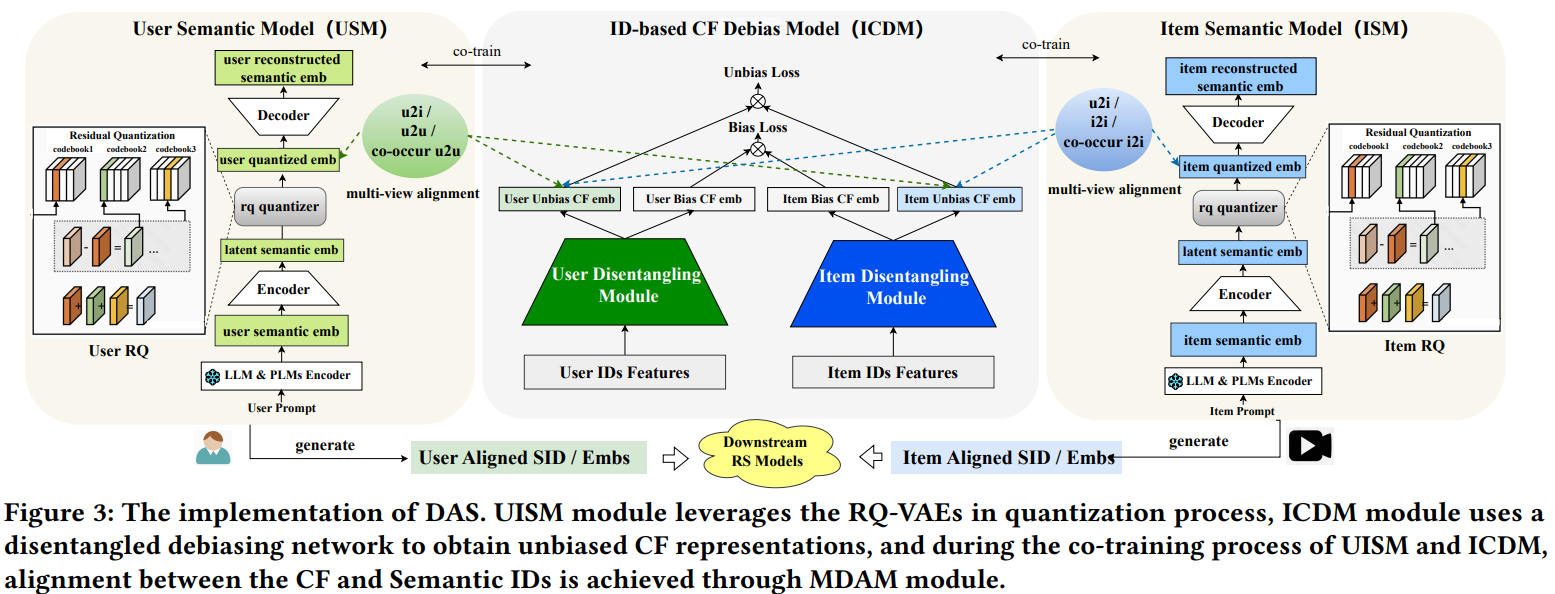 User Semantic Model（USM）
user reconstructed
semantic emb
Decoder
user quantized emb
rq quantizer
latent semantic emb
Encoder
user semantic emb
LLM & PLMs Encoder
User Prompt
Residual Quantization
codebook1 codebook2 codebook3
- = ...
+ + =
User RQ
co-train
u2i /
u2u /
co-occur u2u
multi-view alignment
ID-based CF Debias Model（ICDM）
Unbias Loss
Bias Loss
User Unbias CF emb
User Bias CF emb
Item Bias CF emb
Item Unbias CF emb
User Disentangling
Module
Item Disentangling
Module
User IDs Features
Item IDs Features
co-train
u2i /
i2i /
co-occur i2i
multi-view alignment
Item Semantic Model（ISM）
item reconstructed
semantic emb
Decoder
item quantized emb
rq quantizer
latent semantic emb
Encoder
item semantic emb
LLM & PLMs Encoder
Item Prompt
Residual Quantization
codebook1 codebook2 codebook3
- = ...
+ + =
Item RQ
generate
User Aligned SID / Embs
Downstream
RS Models
Item Aligned SID / Embs
generate
Figure 3: The implementation of DAS. UISM module leverages the RQ-VAEs in quantization process, ICDM module uses a
disentangled debiasing network to obtain unbiased CF representations, and during the co-training process of UISM and ICDM,
alignment between the CF and Semantic IDs is achieved through MDAM module.